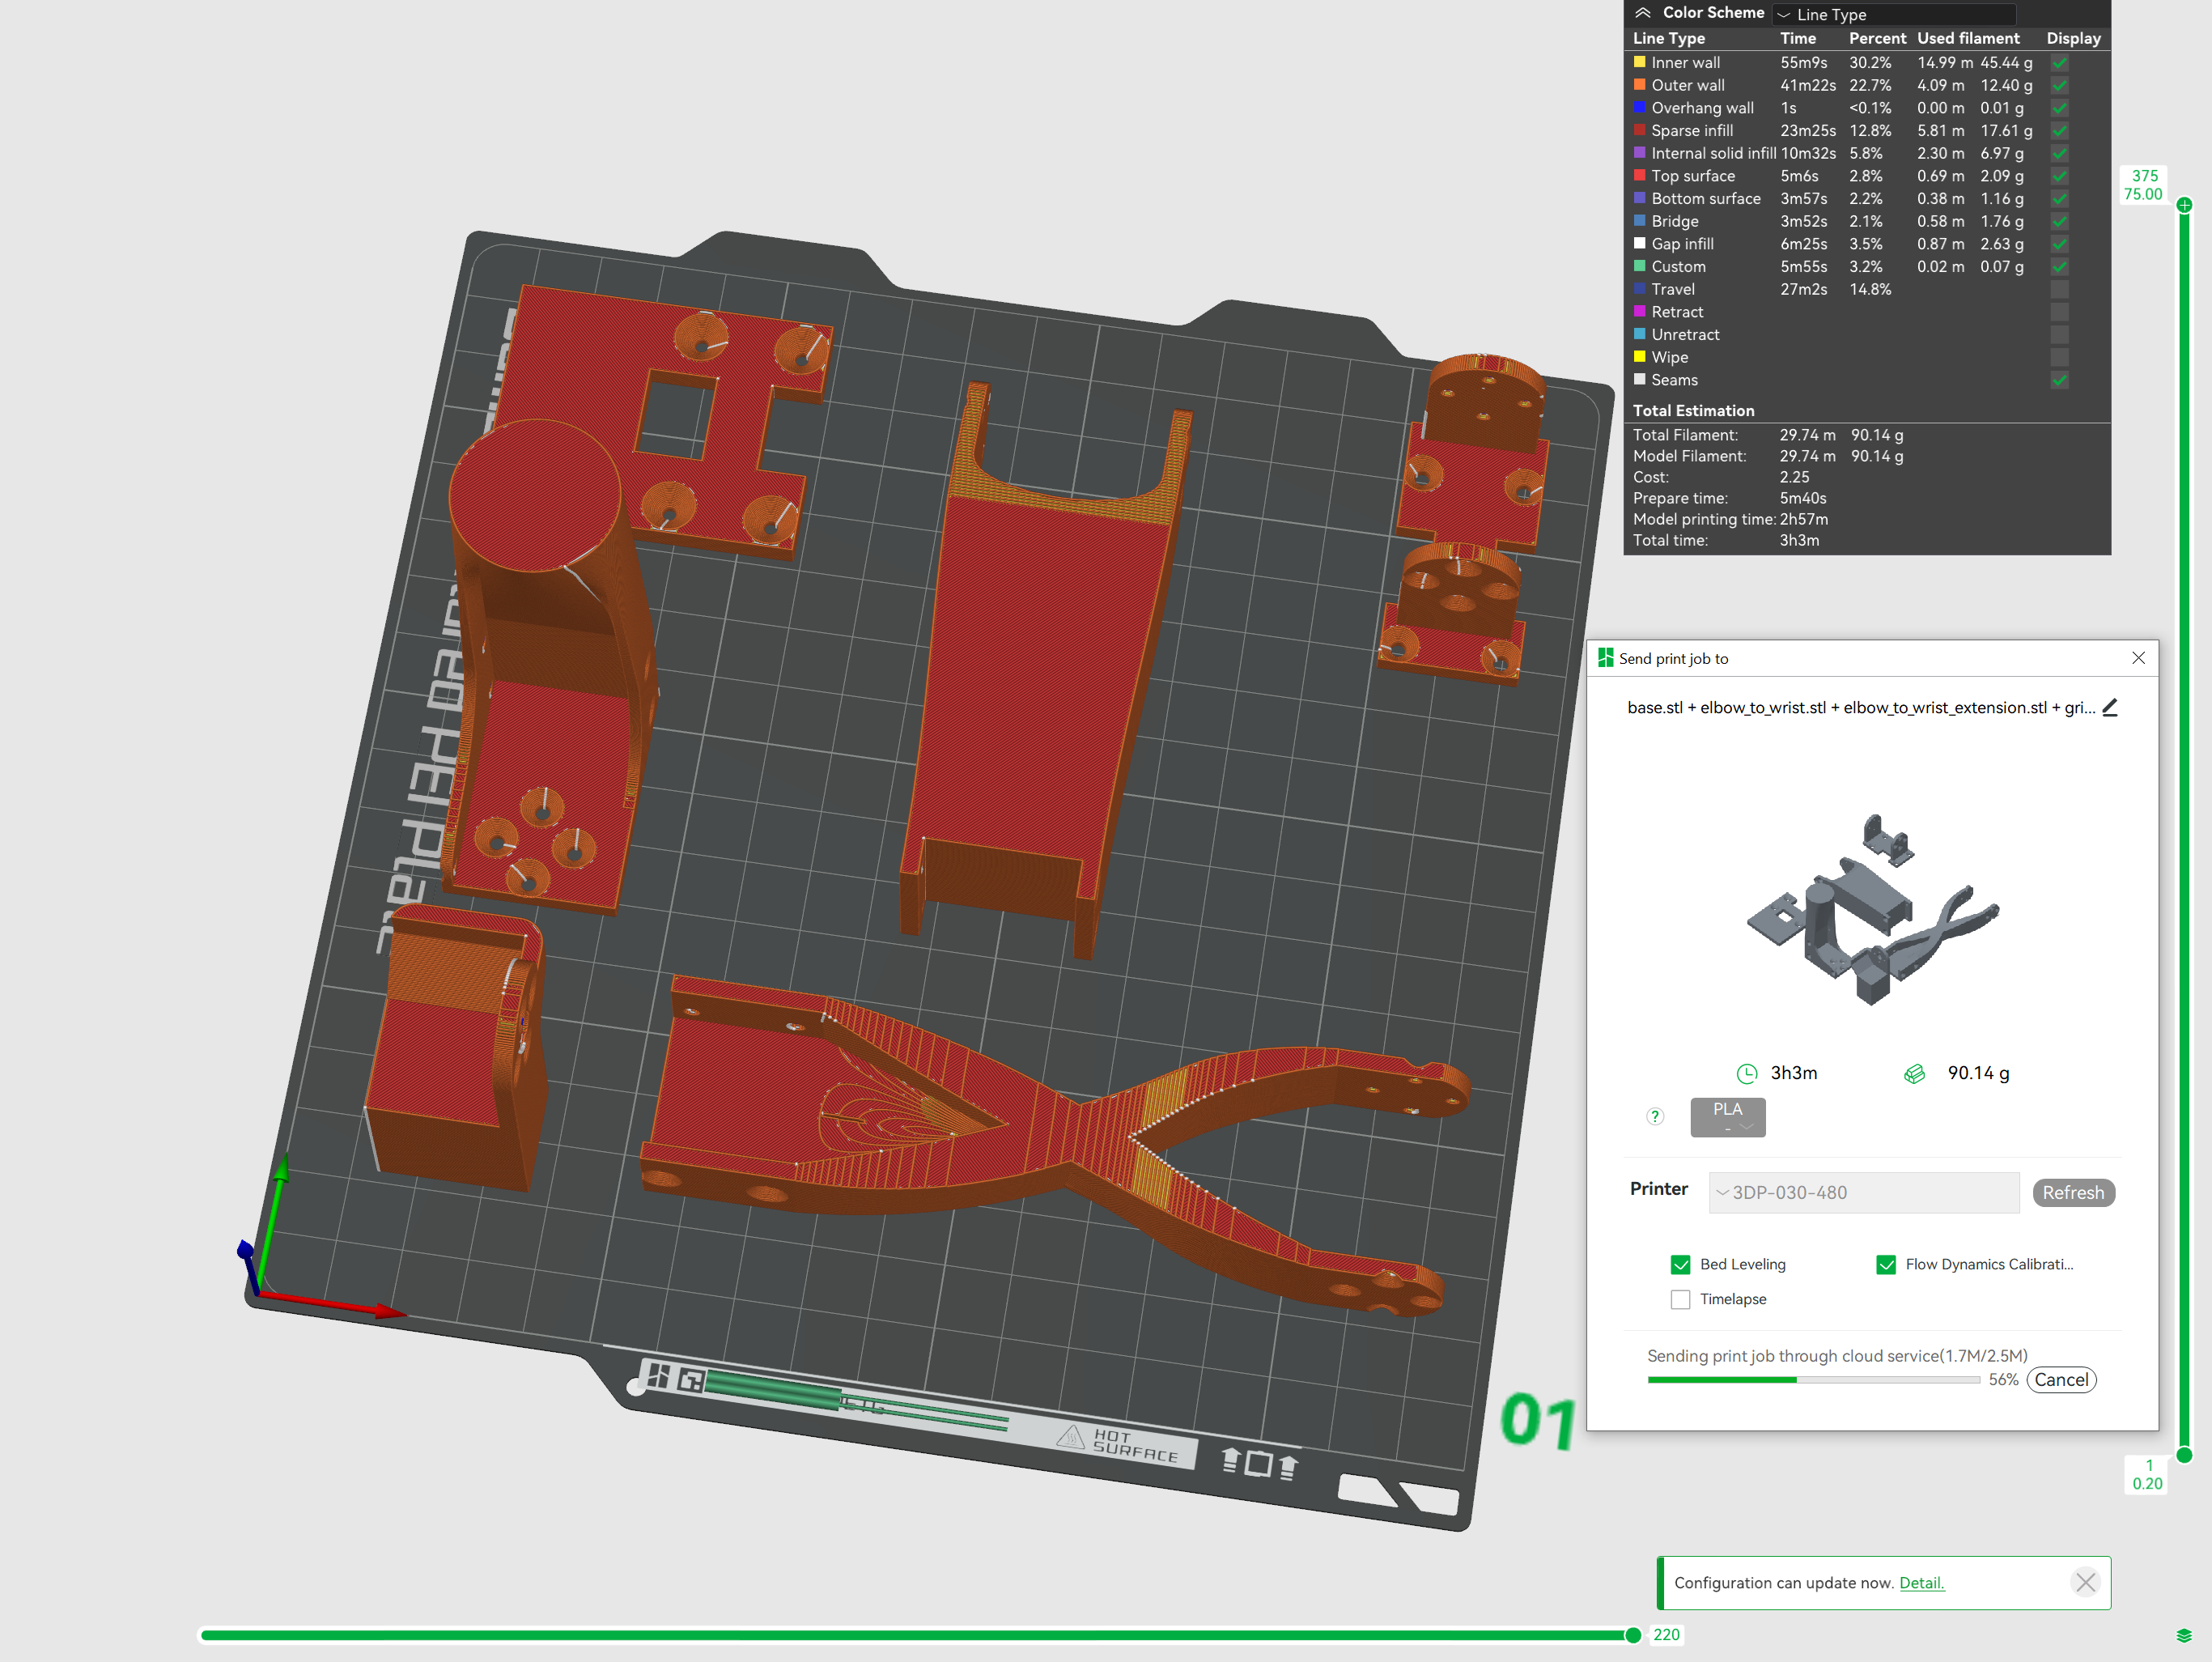 Color Scheme Line Type
Line Type Time Percent Used filament Display
Inner wall 55m9s 30.2% 14.99 m 45.44 g
Outer wall 41m22s 22.7% 4.09 m 12.40 g
Overhang wall 1s <0.1% 0.00 m 0.01 g
Sparse infill 23m25s 12.8% 5.81 m 17.61 g
Internal solid infill 10m32s 5.8% 2.30 m 6.97 g
Top surface 5m6s 2.8% 0.69 m 2.09 g
Bottom surface 3m57s 2.2% 0.38 m 1.16 g
Bridge 3m52s 2.1% 0.58 m 1.76 g
Gap infill 6m25s 3.5% 0.87 m 2.63 g
Custom 5m55s 3.2% 0.02 m 0.07 g
Travel 27m2s 14.8%
Retract
Unretract
Wipe
Seams
Total Estimation
Total Filament: 29.74 m 90.14 g
Model Filament: 29.74 m 90.14 g
Cost: 2.25
Prepare time: 5m40s
Model printing time: 2h57m
Total time: 3h3m
375
75.00
Send print job to
base.stl + elbow_to_wrist.stl + elbow_to_wrist_extension.stl + gri...
3h3m 90.14 g
? PLA
-
Printer 3DP-030-480 Refresh
Bed Leveling Flow Dynamics Calibrati...
Timelapse
Sending print job through cloud service(1.7M/2.5M)
56% Cancel
01
HOT
SURFACE
1
0.20
Configuration can update now. Detail.
220